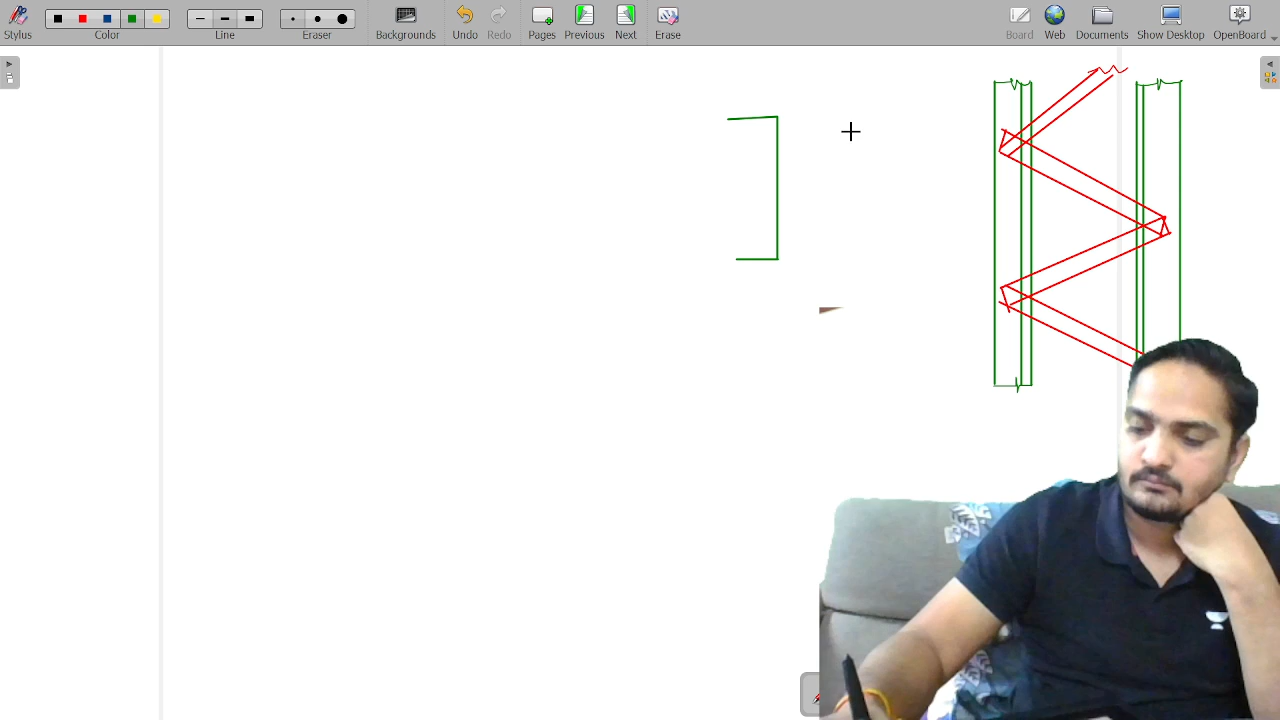 Stylus
Color
Line
Eraser
Backgrounds
Undo
Redo
Pages
Previous
Next
Erase
Board
Web
Documents
Show Desktop
OpenBoard